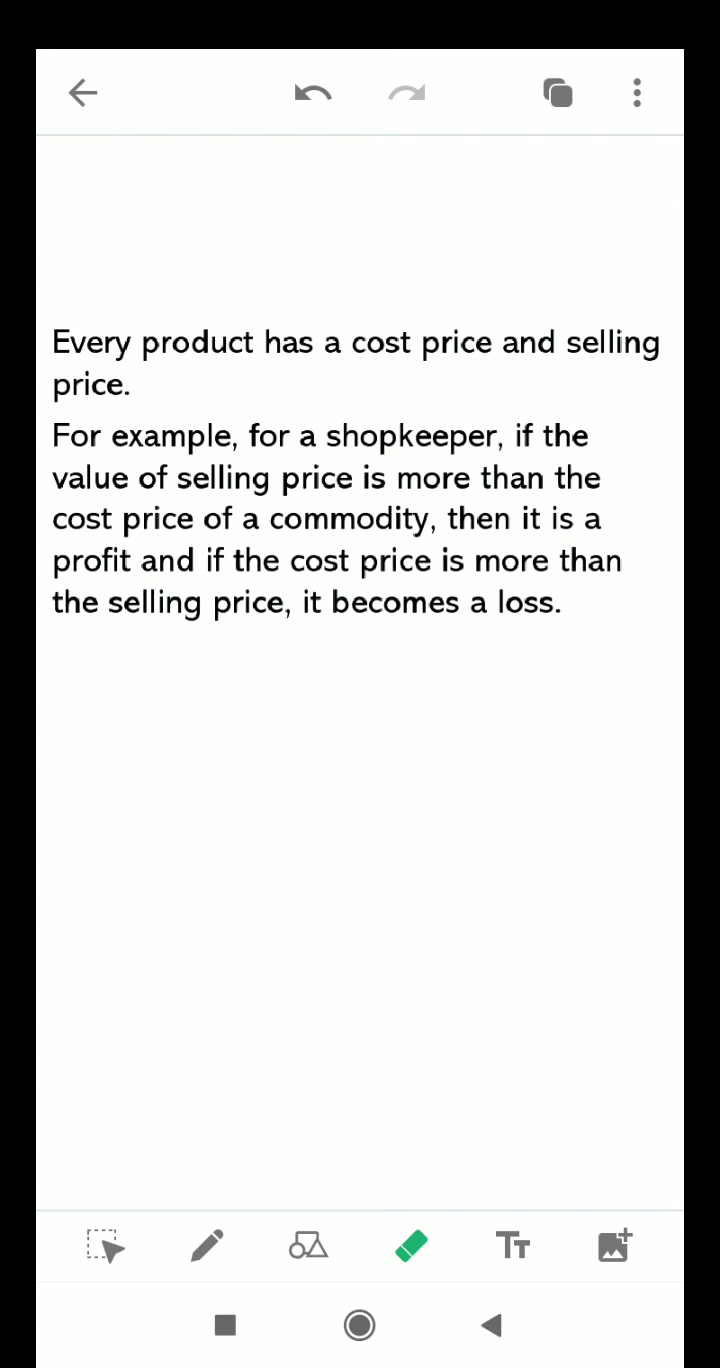 Every product has a cost price and selling
price.
For example, for a shopkeeper, if the
value of selling price is more than the
cost price of a commodity, then it is a
profit and if the cost price is more than
the selling price, it becomes a loss.